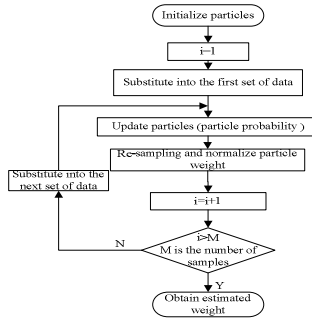 Initialize particles
i=1
Substitute into the first set of data
Update particles (particle probability )
Re-sampling and normalize particle
weight
Substitute into the
next set of data
i=i+1
i>M
M is the number of
samples
N
Y
Obtain estimated
weight